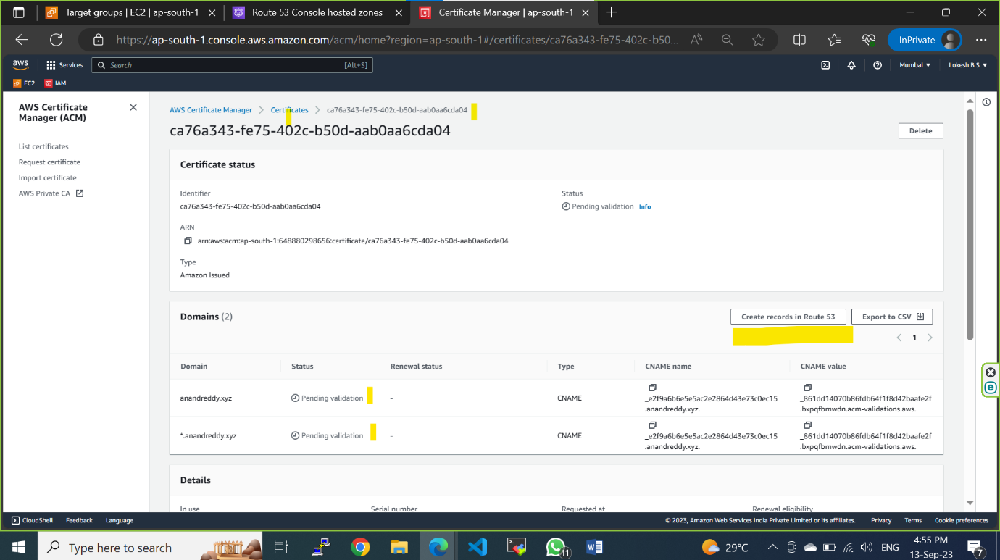 Target groups | EC2 | ap-south-1
Route 53 Console hosted zones
Certificate Manager | ap-south-1
https://ap-south-1.console.aws.amazon.com/acm/home?region=ap-south-1#/certificates/ca76a343-fe75-402c-b50...
InPrivate
aws
Services
Search
[Alt+S]
Mumbai
Lokesh B S
EC2
IAM
AWS Certificate Manager (ACM)
List certificates
Request certificate
Import certificate
AWS Private CA
AWS Certificate Manager
Certificates
ca76a343-fe75-402c-b50d-aab0aa6cda04
ca76a343-fe75-402c-b50d-aab0aa6cda04
Delete
Certificate status
Identifier
ca76a343-fe75-402c-b50d-aab0aa6cda04
Status
Pending validation Info
ARN
arn:aws:acm:ap-south-1:648880298656:certificate/ca76a343-fe75-402c-b50d-aab0aa6cda04
Type
Amazon Issued
Domains (2)
Create records in Route 53
Export to CSV
1
Domain Status Renewal status Type CNAME name CNAME value
anandreddy.xyz Pending validation - CNAME
_e2f9a6b6e5e5ac2e2864d43e73c0ec15
.anandreddy.xyz.
_861dd14070b86fdb64f1f8d42baafe2f
.bxpqfbmwdn.acm-validations.aws.
*.anandreddy.xyz Pending validation - CNAME
_e2f9a6b6e5e5ac2e2864d43e73c0ec15
.anandreddy.xyz.
_861dd14070b86fdb64f1f8d42baafe2f
.bxpqfbmwdn.acm-validations.aws.
Details
In use Serial number Requested at Renewal eligibility
CloudShell Feedback Language
© 2023, Amazon Web Services India Private Limited or its affiliates. Privacy Terms Cookie preferences
Type here to search
11
29°C
ENG
4:55 PM
13-Sep-23
7